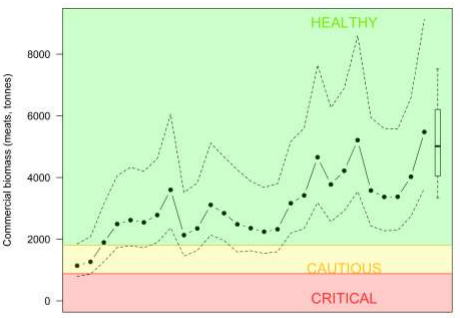 HEALTHY
8000
6000
4000
2000
0
Commercial biomass (meats, tonnes)
CAUTIOUS
CRITICAL